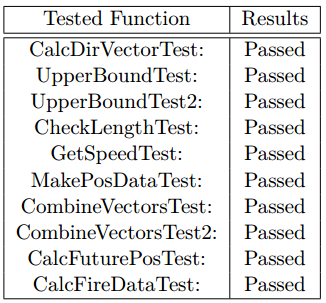 Tested Function Results
CalcDirVectorTest: Passed
UpperBoundTest: Passed
UpperBoundTest2: Passed
CheckLengthTest: Passed
GetSpeedTest: Passed
MakePosDataTest: Passed
CombineVectorsTest: Passed
CombineVectorsTest2: Passed
CalcFuturePosTest: Passed
CalcFireDataTest: Passed